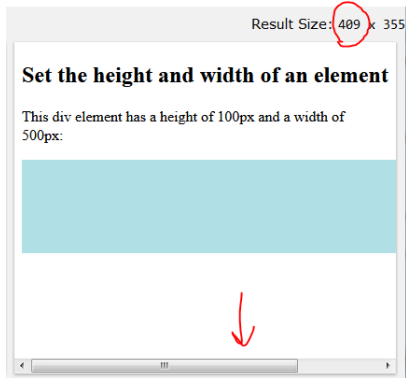 Result Size: 409 x 355
Set the height and width of an element
This div element has a height of 100px and a width of
500px: